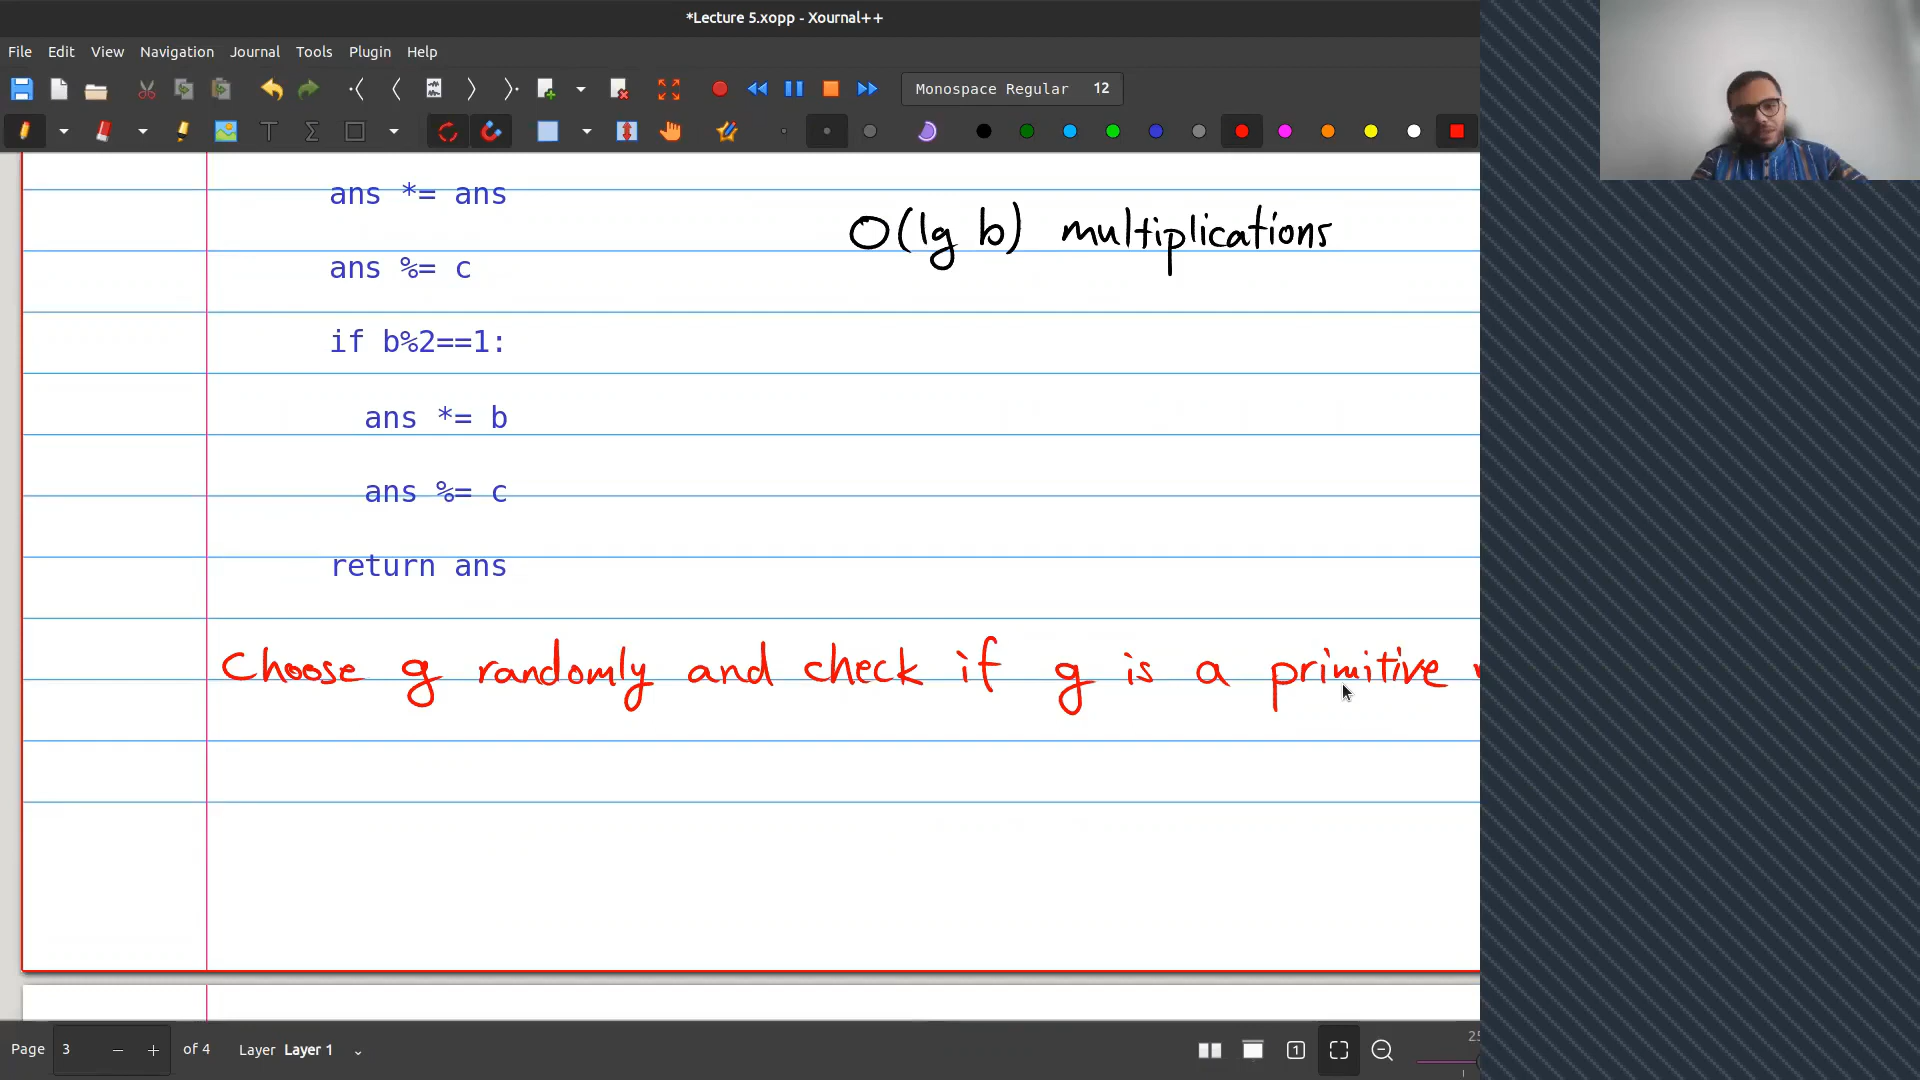 *Lecture 5.xopp - Xournal++
File Edit View Navigation Journal Tools Plugin Help
Monospace Regular 12
ans *= ans
O(lg b) multiplications
ans %= c
if b%2==1:
ans *= b
ans %= c
return ans
Choose g randomly and check if g is a primitive
Page 3 of 4 Layer Layer 1